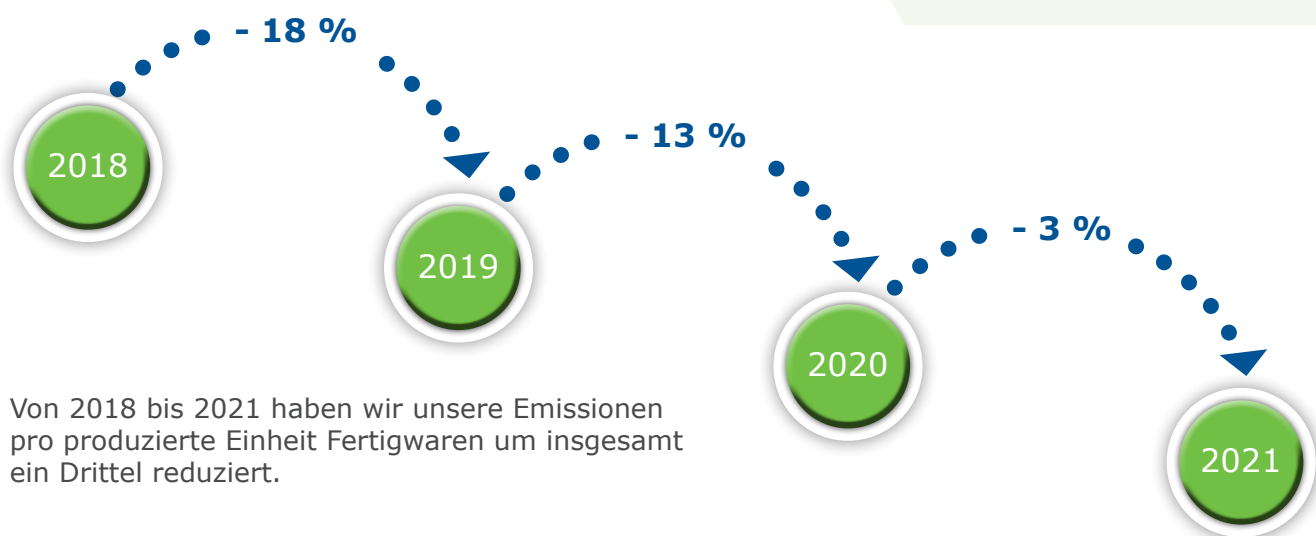 - 18 %
2018
- 13 %
2019
- 3 %
2020
Von 2018 bis 2021 haben wir unsere Emissionen
pro produzierte Einheit Fertigwaren um insgesamt
ein Drittel reduziert.
2021